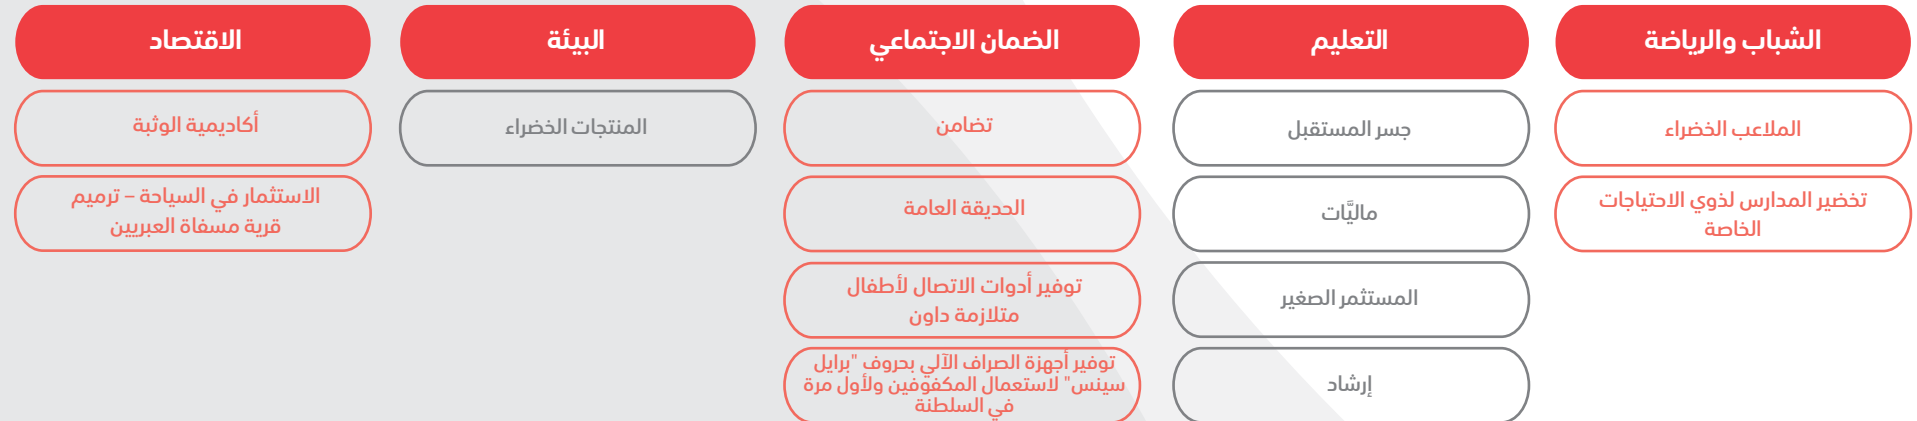 الشباب والرياضة
الملاعب الخضراء
تخضير المدارس لذوي الاحتياجات
الخاصة
التعليم
جسر المستقبل
ماليَّات
المستثمر الصغير
إرشاد
الضمان الاجتماعي
تضامن
الحديقة العامة
توفير أدوات الاتصال لأطفال
متلازمة داون
توفير أجهزة الصراف الآلي بحروف "برايل
سينس" لاستعمال المكفوفين ولأول مرة
في السلطنة
البيئة
المنتجات الخضراء
الاقتصاد
أكاديمية الوثبة
الاستثمار في السياحة – ترميم
قرية مسفاة العبريين